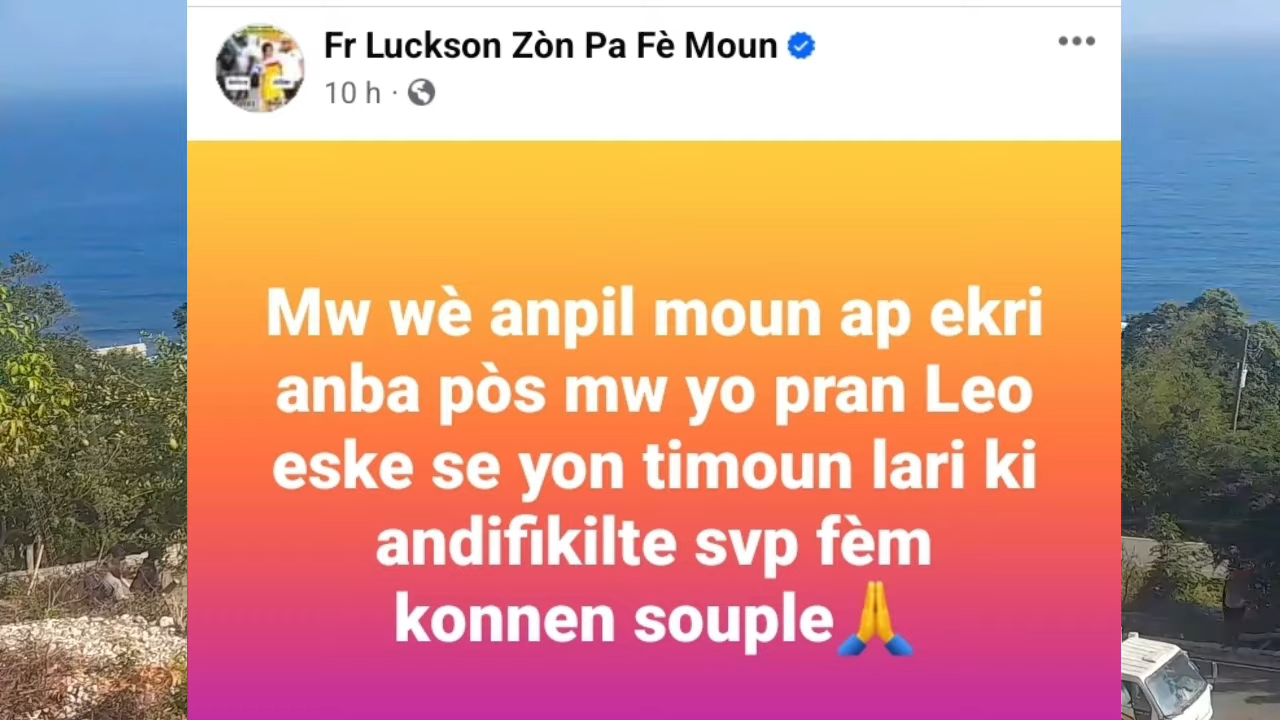 Fr Luckson Zòn Pa Fè Moun
10 h ·
Mw wè anpil moun ap ekri
anba pòs mw yo pran Leo
eske se yon timoun lari ki
andifikilte svp fèm
konnen souple🙏